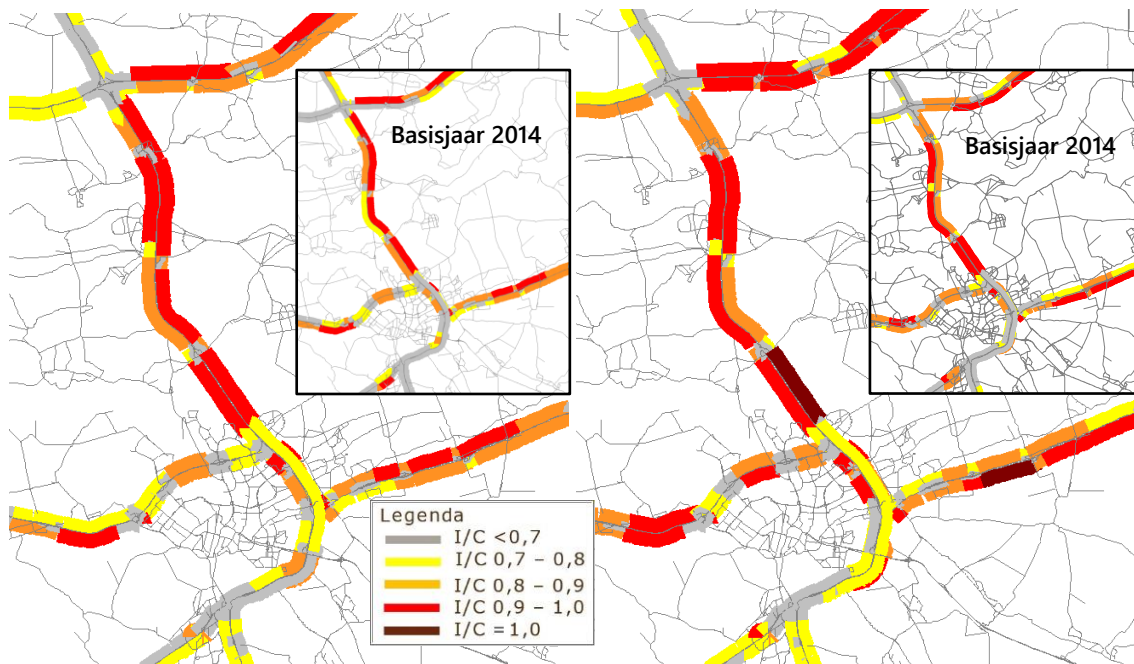 Basisjaar 2014
Basisjaar 2014
Legenda
I/C <0,7
I/C 0,7 – 0,8
I/C 0,8 – 0,9
I/C 0,9 – 1,0
I/C =1,0